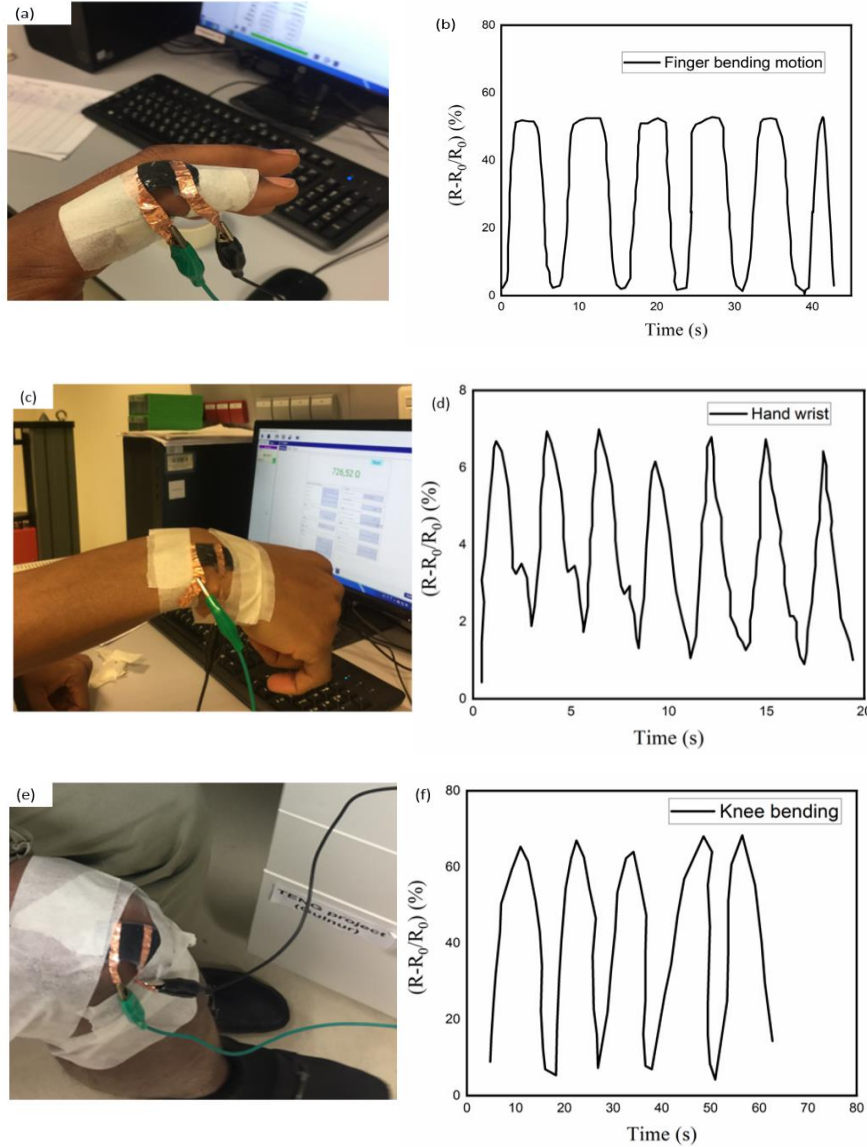 (a)
(b)
Finger bending motion
(R-R₀/R₀) (%)
80
60
40
20
0
0 10 20 30 40
Time (s)
(c)
726,52 Ω
(d)
Hand wrist
(R-R₀/R₀) (%)
8
6
4
2
0
0 5 10 15 20
Time (s)
(e)
TENG project
(Gulnur)
(f)
Knee bending
(R-R₀/R₀) (%)
80
60
40
20
0
0 10 20 30 40 50 60 70 80
Time (s)